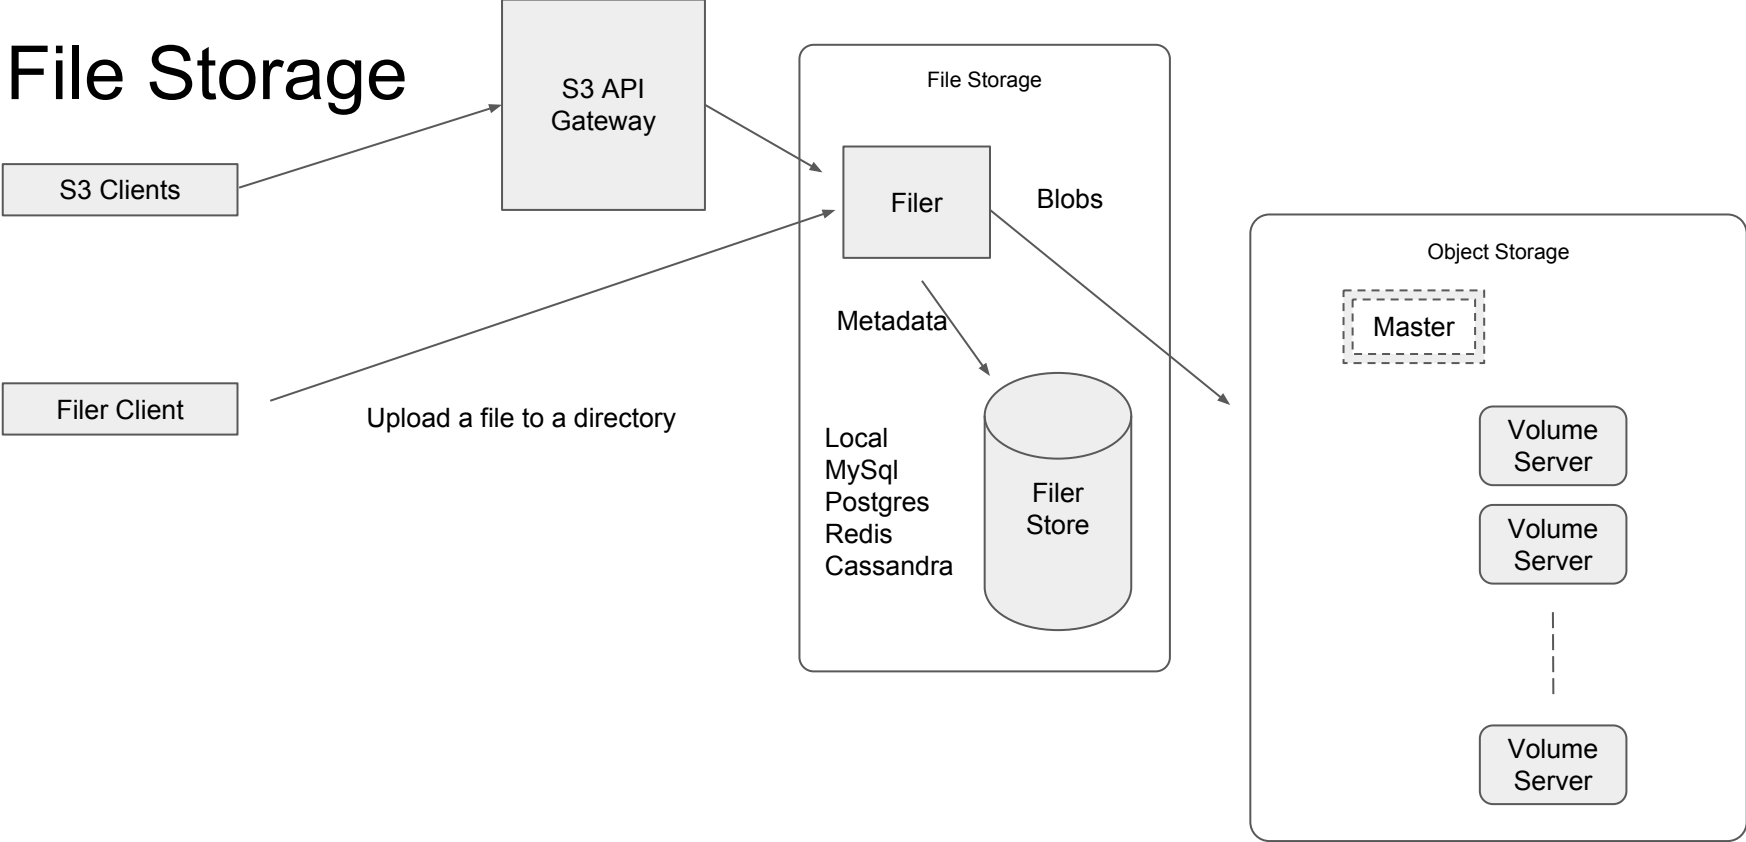 File Storage
S3 API
Gateway
S3 Clients
Filer Client
Upload a file to a directory
File Storage
Filer
Blobs
Metadata
Local
MySql
Postgres
Redis
Cassandra
Filer
Store
Object Storage
Master
Volume
Server
Volume
Server
Volume
Server